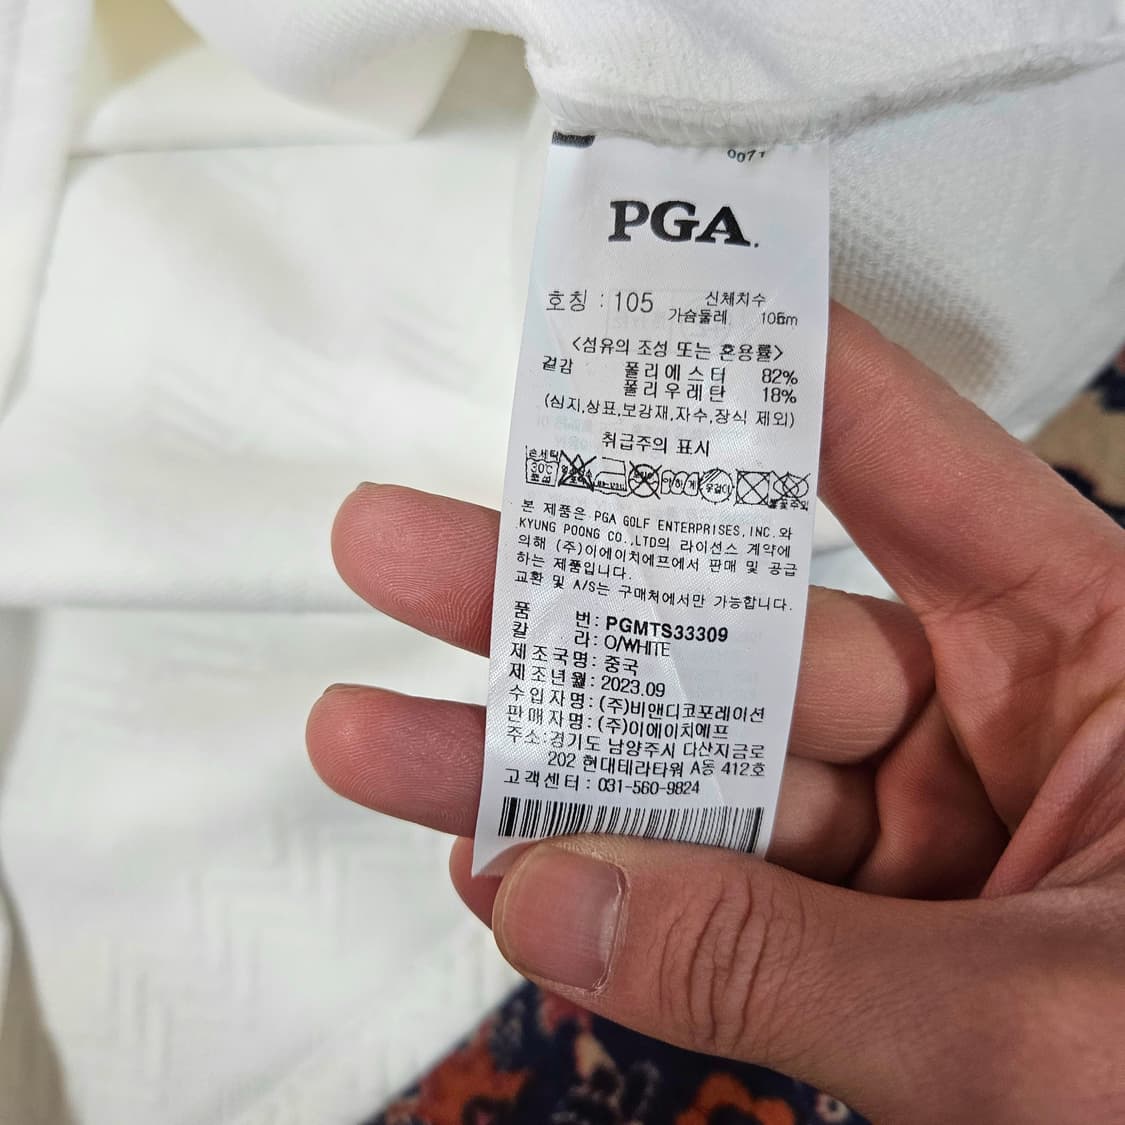 0071
PGA.
호칭 : 105 신체치수
가슴둘레 105cm
<섬유의 조성 또는 혼용률>
겉감 폴리에스터 82%
폴리우레탄 18%
(심지,상표,보강재,자수,장식 제외)
취급주의 표시
손세탁
30℃
중성
본 제품은 PGA GOLF ENTERPRISES, INC.와
KYUNG POONG CO.,LTD의 라이선스 계약에
의해 (주)이에이치에프에서 판매 및 공급
하는 제품입니다.
교환 및 A/S는 구매처에서만 가능합니다.
품 번: PGMTS33309
칼 라: O/WHITE
제조국명: 중국
제조년월: 2023.09
수입자명: (주)비앤디코포레이션
판매자명: (주)이에이치에프
주소:경기도 남양주시 다산지금로
202 현대테라타워 A동 412호
고객센터 : 031-560-9824